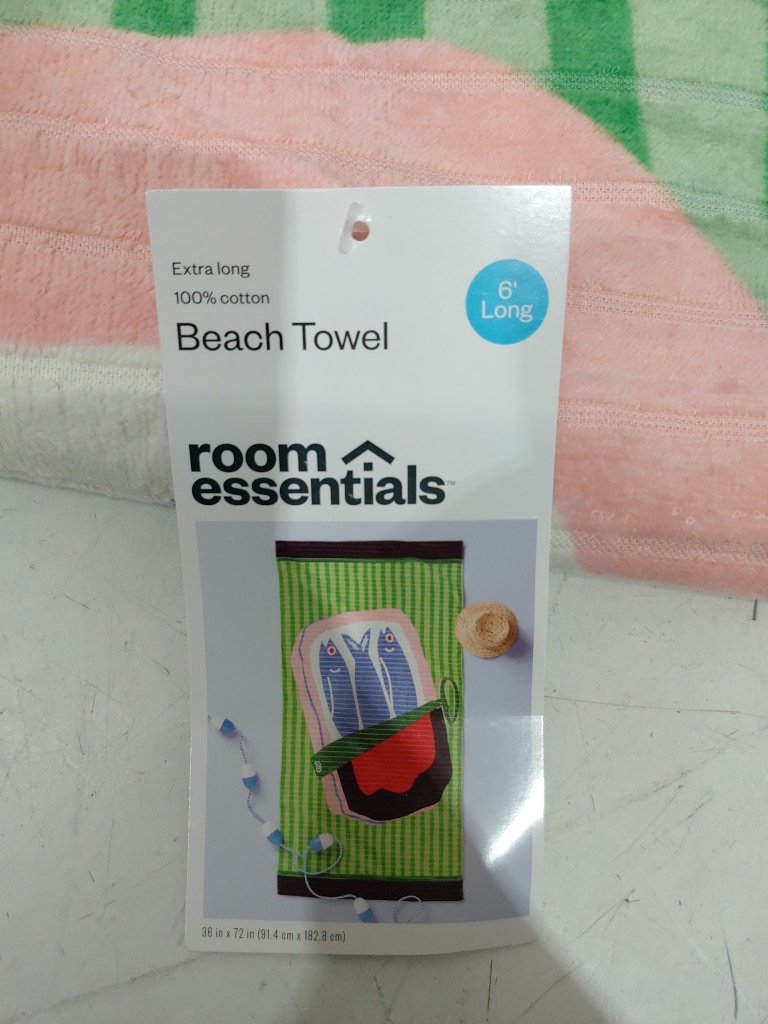 Extra long
100% cotton
Beach Towel
6'
Long
room
essentials™
36 in x 72 in (91.4 cm x 182.8 cm)